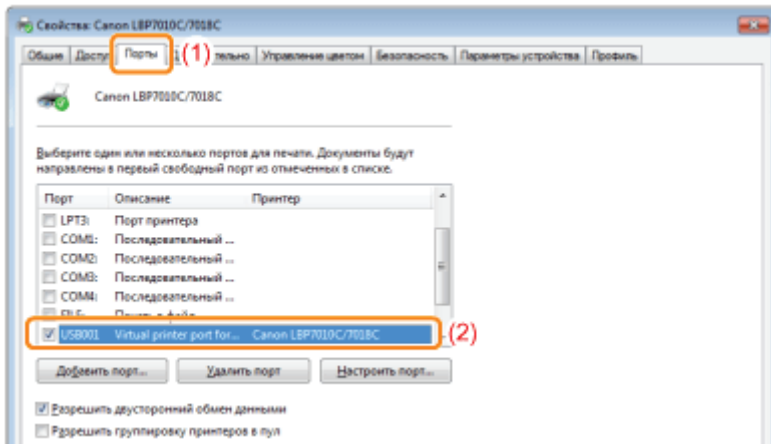 Свойства: Canon LBP7010C/7018C
Общие Порты (1) Управление цветом Безопасность Параметры устройства Профиль
Canon LBP7010C/7018C
Выберите один или несколько портов для печати. Документы будут
направлены в первый свободный порт из отмеченных в списке.
Порт Описание Принтер
LPT3: Порт принтера
COM1: Последовательный ...
COM2: Последовательный ...
COM3: Последовательный ...
COM4: Последовательный ...
USB001 Virtual printer port for... Canon LBP7010C/7018C (2)
Добавить порт... Удалить порт Настроить порт...
Разрешить двусторонний обмен данными
Разрешить группировку принтеров в пул